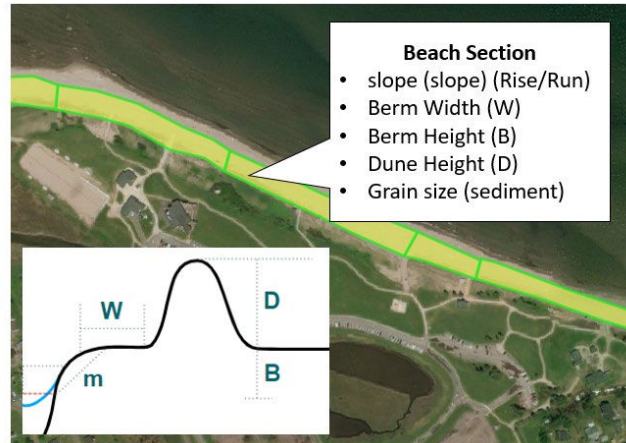 Beach Section
• slope (slope) (Rise/Run)
• Berm Width (W)
• Berm Height (B)
• Dune Height (D)
• Grain size (sediment)
W
D
m
B